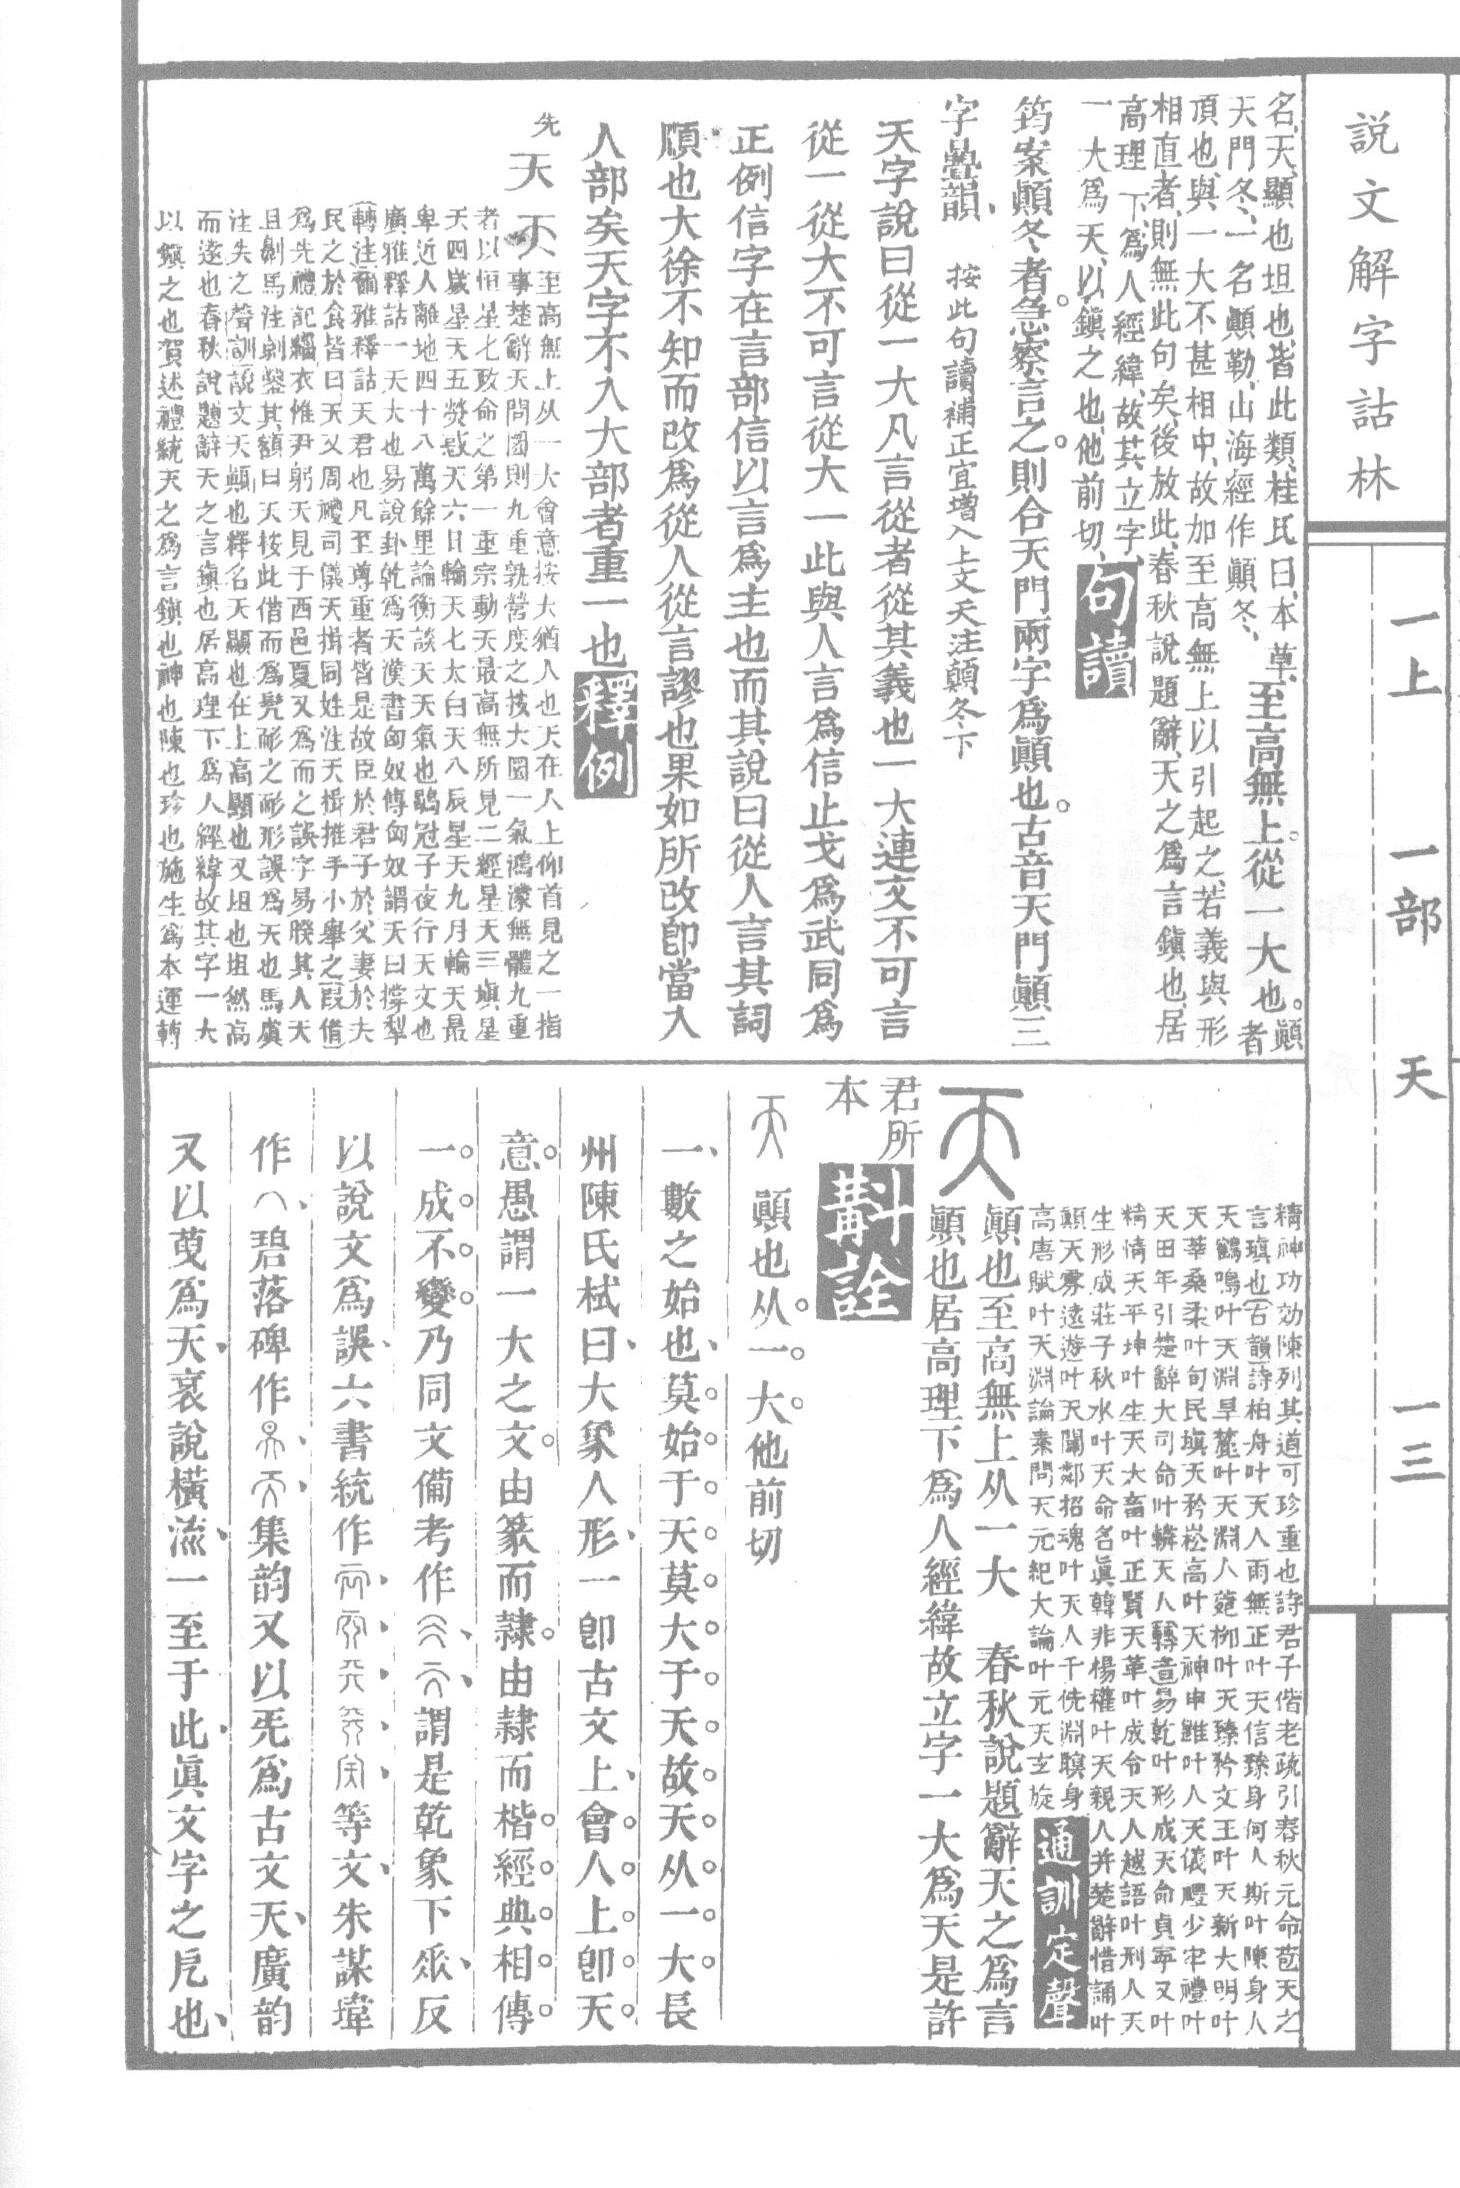 說文解字詁林
一上 一部 天 一三
名天顯也坦也皆此類桂氏曰本草
天門冬一名顚勒山海經作顚冬
至高無上從一大也
顚者
頂也與一大不甚相中故加至高無上以引起之若義與形
相直者則無此句矣後放此春秋說題辭天之爲言鎭也居
高理下爲人經緯故其立字
一大爲天以鎭之也他前切
句讀
筠案顚冬者急察言之則合天門兩字爲顚也古音天門顚三
字疊韻 按此句讀補正宜增入上文天注顚冬下
天字說曰從一大凡言從者從其義也一大連文不可言
從一從大不可言從大一此與人言爲信止戈爲武同爲
正例信字在言部信以言爲主也而其說曰從人言其詞
順也大徐不知而改爲從人從言謬也果如所改卽當入
人部矣天字不入大部者重一也釋例
先
天
至高無上从一大會意按大猶人也天在人上仰首見之一指
事楚辭天問圜則九重孰營度之按大圜一氣鴻濛無體九重
者以恒星七政命之第一重宗動天最高無所見二經星天三塡星
天四歲星天五熒惑天六日輪天七太白天八辰星天九月輪天最
卑近人離地四十八萬餘里論衡談天天氣也鶡冠子夜行天文也
廣雅釋詁一天大也易說卦乾爲天漢書匈奴傳匈奴謂天曰撐犁
轉注爾雅釋詁天君也凡至尊重者皆是故臣於君子於父妻於夫
民之於食皆曰天又周禮司儀天揖同姓注天揖推手小舉之叚借
爲先禮記緇衣惟尹躬天見于西邑夏又爲而之誤字易睽其人天
且劓馬注剠鑿其額曰天按此借而爲髡耏之耏形誤爲天也馬虞
注失之聲訓說文天顚也釋名天顯也在上高顯也又坦也坦然高
而遠也春秋說題辭天之言鎭也居高理下爲人經緯故其字一大
以鎭之也賀述禮統天之爲言鎭也神也陳也珍也施生爲本運轉
精神功効陳列其道可珍重也詩君子偕老疏引春秋元命苞天之
言瑱也古韻詩柏舟叶天人雨無正叶天信臻身何人斯叶陳身人
天鶴鳴叶天淵旱麓叶天淵人菀柳叶天臻矜文王叶天新大明叶
天莘桑柔叶旬民塡天矜崧高叶天神申雝叶人天儀禮少牢禮叶
天田年引楚辭大司命叶轔天人轉音易乾叶形成天命貞寧又叶
精情天平坤叶生天大畜叶正賢天革叶成令天人越語叶刑人天
生形成莊子秋水叶天命名眞韓非楊權叶天親人幷楚辭惜誦叶
顚天雰遠遊叶天聞鄰招魂叶天人千侁淵瞑身
高唐賦叶天淵論素問天元紀大論叶元天玄旋
通訓定聲
天
顚也至高無上从一大 春秋說題辭天之爲言
顚也居高理下爲人經緯故立字一大爲天是許
君所
本
斠詮
天 顚也从一大他前切
一數之始也莫始于天莫大于天故天从一大長
州陳氏栻曰大象人形一卽古文上會人上卽天
意愚謂一大之文由篆而隸由隸而楷經典相傳
一成不變乃同文備考作謂是乾象下烝反
以說文爲誤六書統作等文朱謀㙔
作碧落碑作集韵又以旡爲古文天廣韵
又以㒸爲天哀說橫流一至于此眞文字之戹也